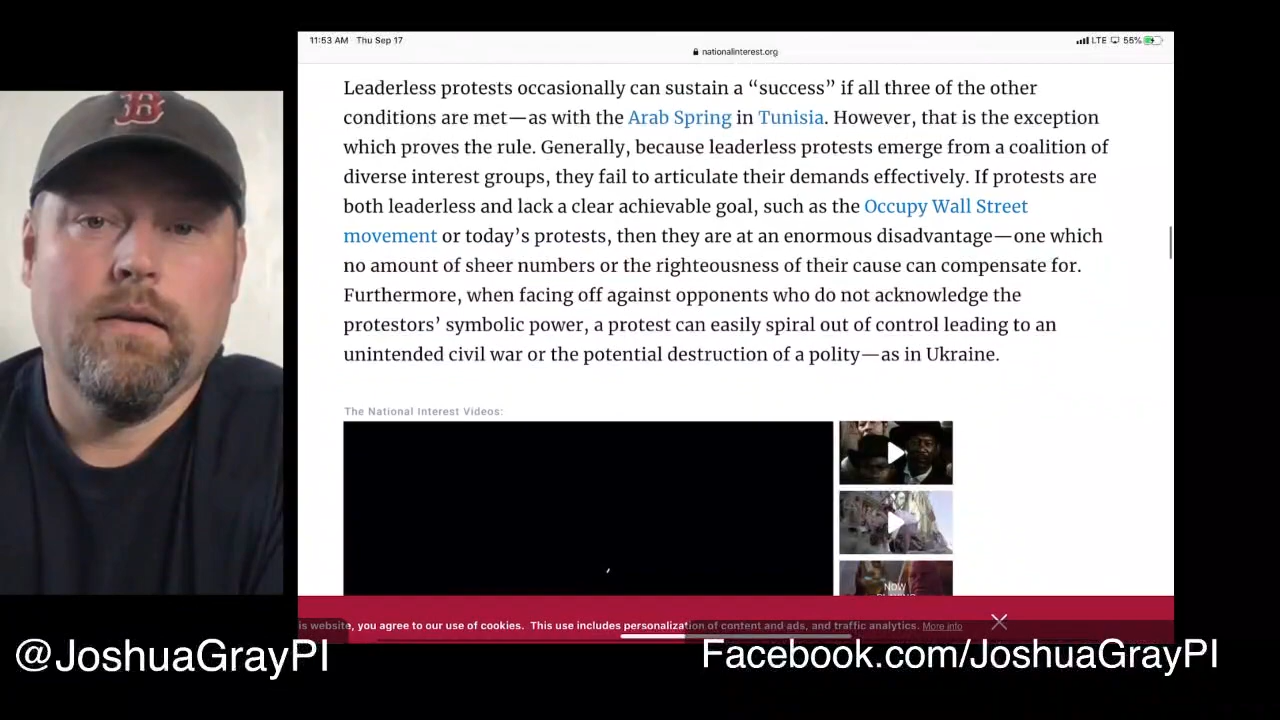 11:53 AM Thu Sep 17
LTE 55%
nationalinterest.org
B
Leaderless protests occasionally can sustain a “success” if all three of the other
conditions are met—as with the Arab Spring in Tunisia. However, that is the exception
which proves the rule. Generally, because leaderless protests emerge from a coalition of
diverse interest groups, they fail to articulate their demands effectively. If protests are
both leaderless and lack a clear achievable goal, such as the Occupy Wall Street
movement or today’s protests, then they are at an enormous disadvantage—one which
no amount of sheer numbers or the righteousness of their cause can compensate for.
Furthermore, when facing off against opponents who do not acknowledge the
protestors’ symbolic power, a protest can easily spiral out of control leading to an
unintended civil war or the potential destruction of a polity—as in Ukraine.
The National Interest Videos:
NOW
is website, you agree to our use of cookies. This use includes personalization of content and ads, and traffic analytics. More info
@JoshuaGrayPI
Facebook.com/JoshuaGrayPI